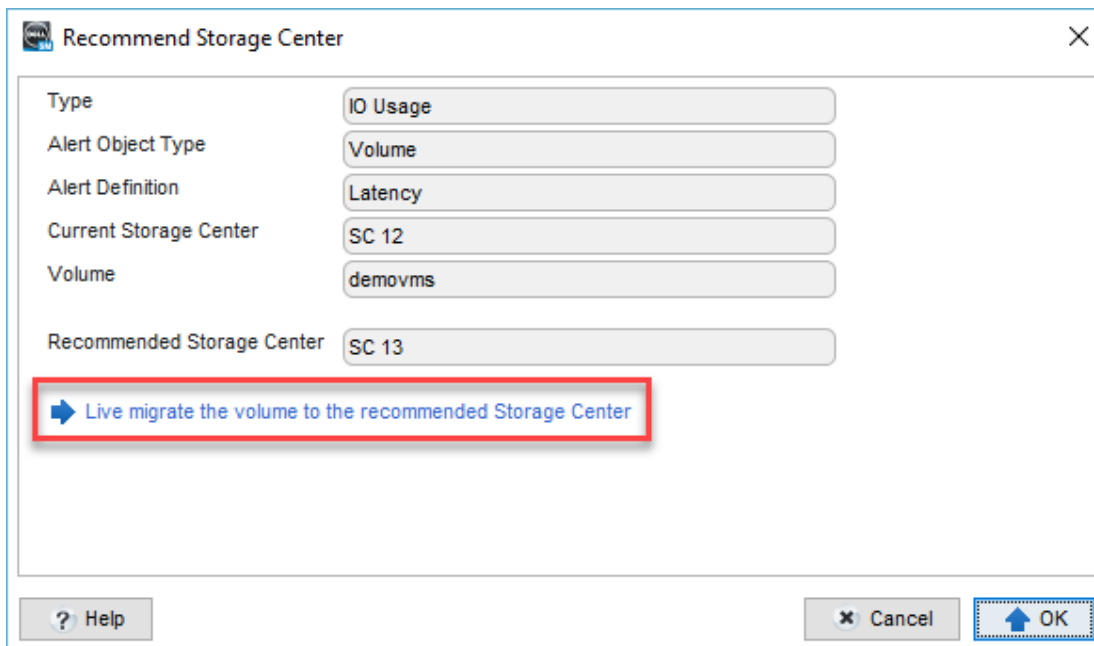 Recommend Storage Center
Type IO Usage
Alert Object Type Volume
Alert Definition Latency
Current Storage Center SC 12
Volume demovms
Recommended Storage Center SC 13
Live migrate the volume to the recommended Storage Center
? Help Cancel OK